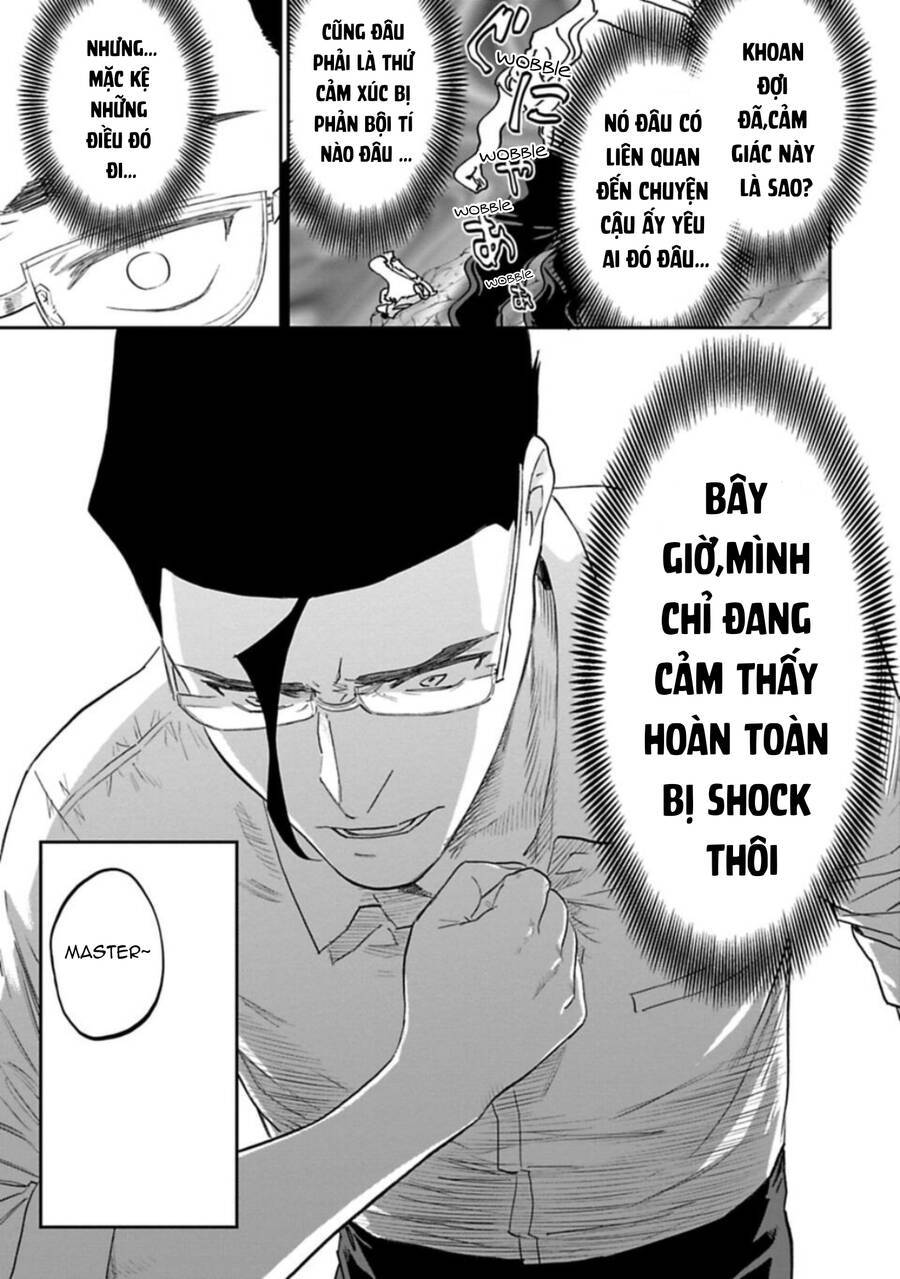 KHOAN
ĐỢI
ĐÃ,CẢM
GIÁC NÀY
LÀ SAO?
NÓ ĐÂU CÓ
LIÊN QUAN
ĐẾN CHUYỆN
CẬU ẤY YÊU
AI ĐÓ ĐÂU...
WOBBLE
WOBBLE
WOBBLE
WOBBLE
CŨNG ĐÂU
PHẢI LÀ THỨ
CẢM XÚC BỊ
PHẢN BỘI TÍ
NÀO ĐÂU ...
NHƯNG...
MẶC KỆ
NHỮNG
ĐIỀU ĐÓ
ĐI...
BÂY
GIỜ,MÌNH
CHỈ ĐANG
CẢM THẤY
HOÀN TOÀN
BỊ SHOCK
THÔI
MASTER~